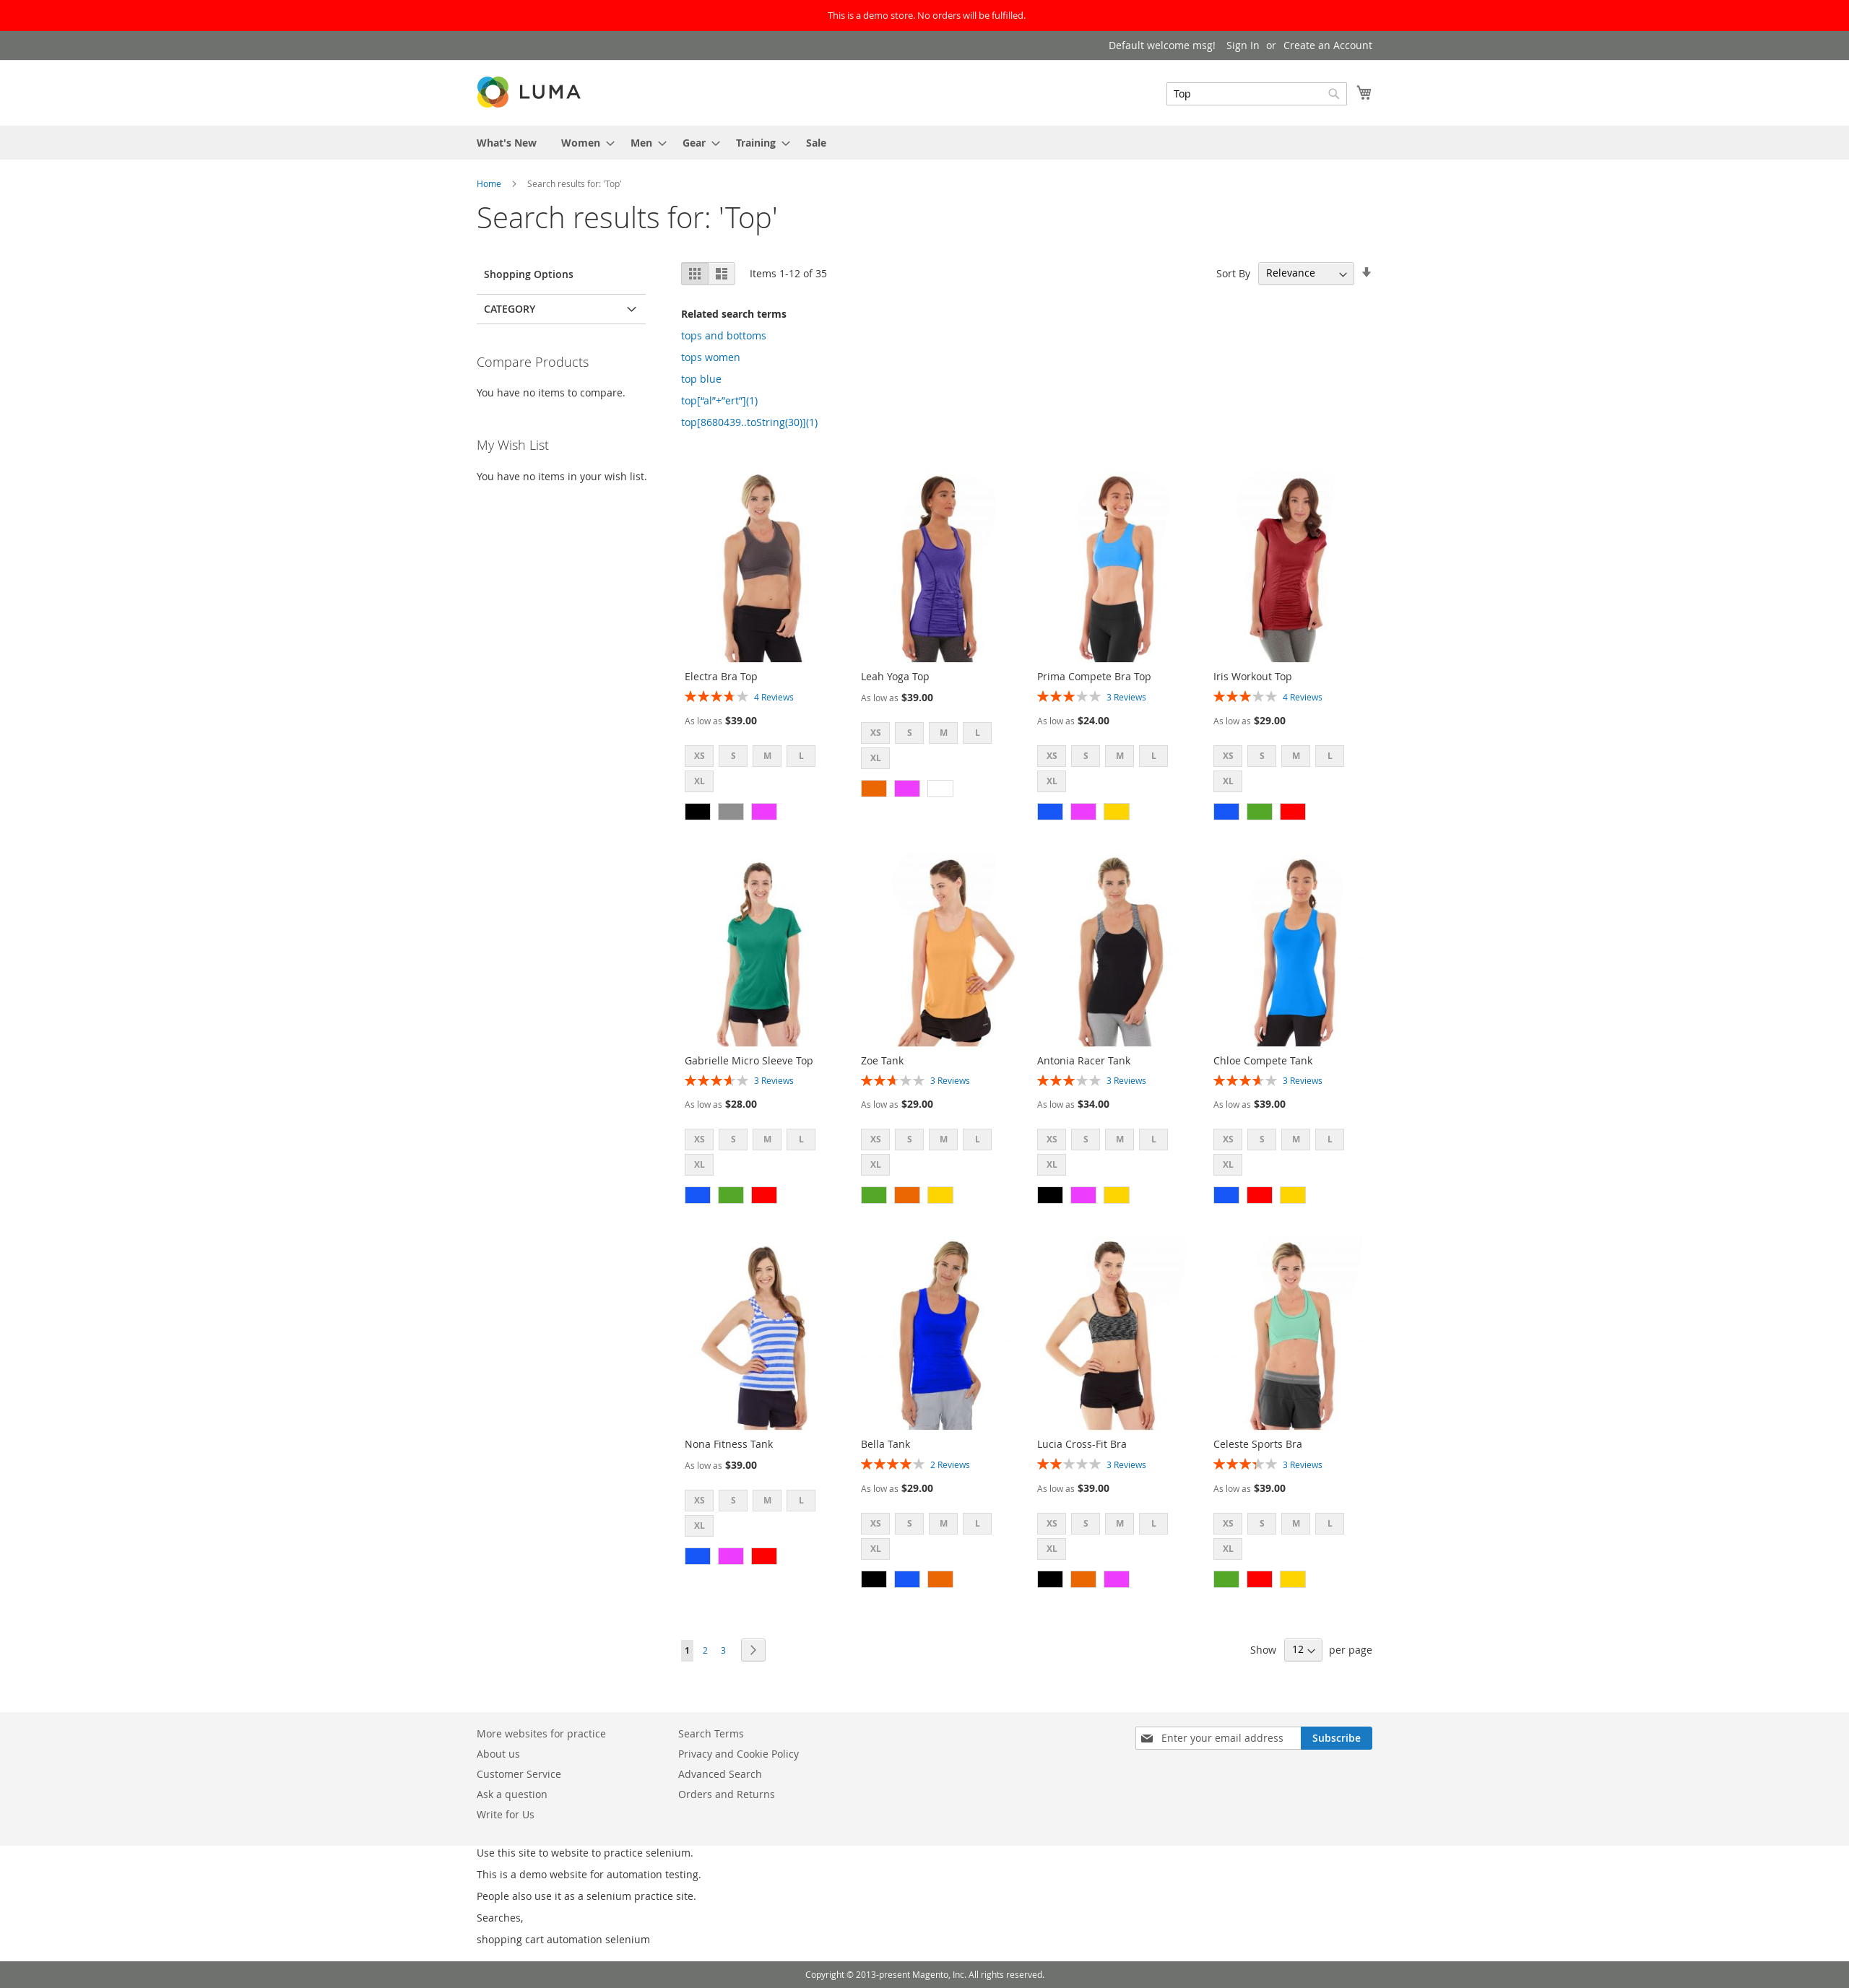 This is a demo store. No orders will be fulfilled.
Default welcome msg! Sign In or Create an Account
LUMA
Top
What's New Women Men Gear Training Sale
Home Search results for: 'Top'
Search results for: 'Top'
Shopping Options
CATEGORY
Compare Products
You have no items to compare.
My Wish List
You have no items in your wish list.
Items 1-12 of 35
Sort By Relevance
Related search terms
tops and bottoms
tops women
top blue
top[“al”+”ert”](1)
top[8680439..toString(30)](1)
Electra Bra Top
4 Reviews
As low as $39.00
XS S M L
XL
Leah Yoga Top
As low as $39.00
XS S M L
XL
Prima Compete Bra Top
3 Reviews
As low as $24.00
XS S M L
XL
Iris Workout Top
4 Reviews
As low as $29.00
XS S M L
XL
Gabrielle Micro Sleeve Top
3 Reviews
As low as $28.00
XS S M L
XL
Zoe Tank
3 Reviews
As low as $29.00
XS S M L
XL
Antonia Racer Tank
3 Reviews
As low as $34.00
XS S M L
XL
Chloe Compete Tank
3 Reviews
As low as $39.00
XS S M L
XL
Nona Fitness Tank
As low as $39.00
XS S M L
XL
Bella Tank
2 Reviews
As low as $29.00
XS S M L
XL
Lucia Cross-Fit Bra
3 Reviews
As low as $39.00
XS S M L
XL
Celeste Sports Bra
3 Reviews
As low as $39.00
XS S M L
XL
1 2 3
Show 12 per page
More websites for practice
About us
Customer Service
Ask a question
Write for Us
Search Terms
Privacy and Cookie Policy
Advanced Search
Orders and Returns
Enter your email address Subscribe
Use this site to website to practice selenium.
This is a demo website for automation testing.
People also use it as a selenium practice site.
Searches,
shopping cart automation selenium
Copyright © 2013-present Magento, Inc. All rights reserved.